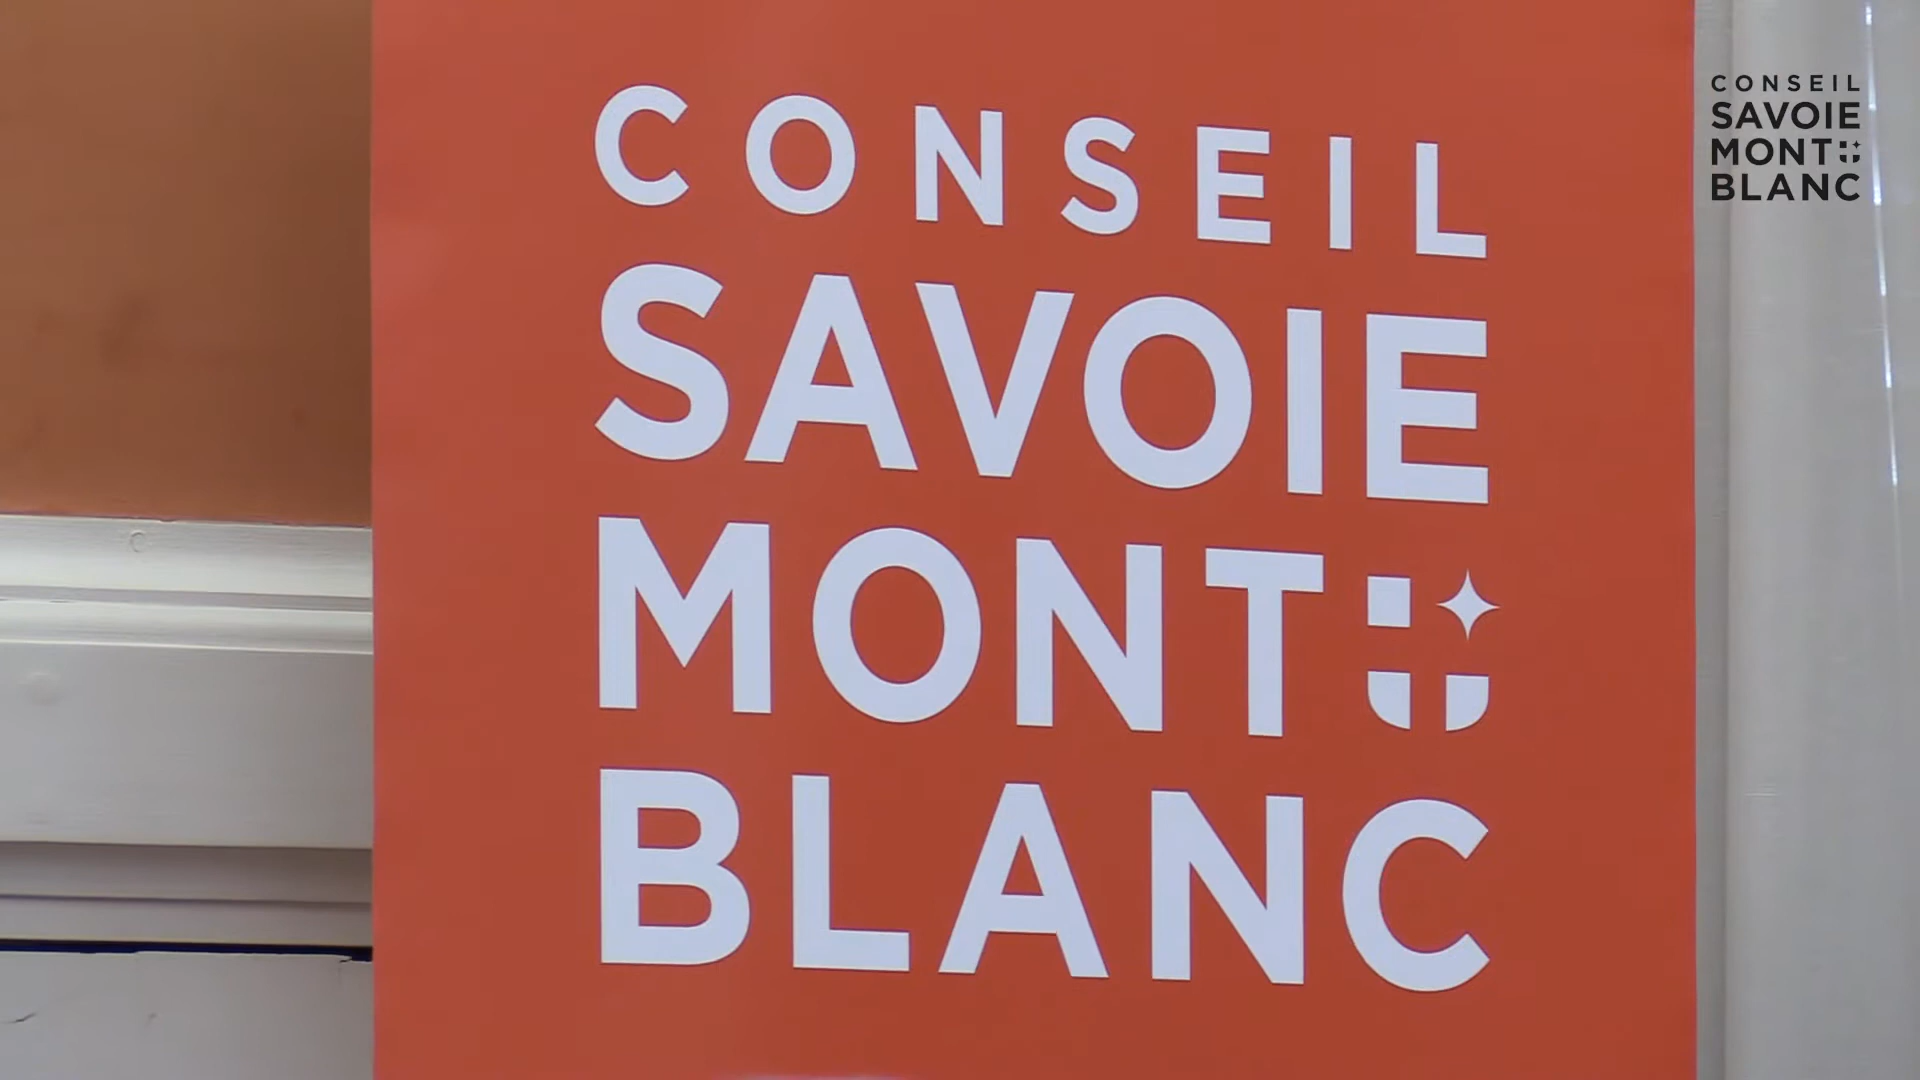 CONSEIL
SAVOIE
MONT
BLANC
CONSEIL
SAVOIE
MONT
BLANC